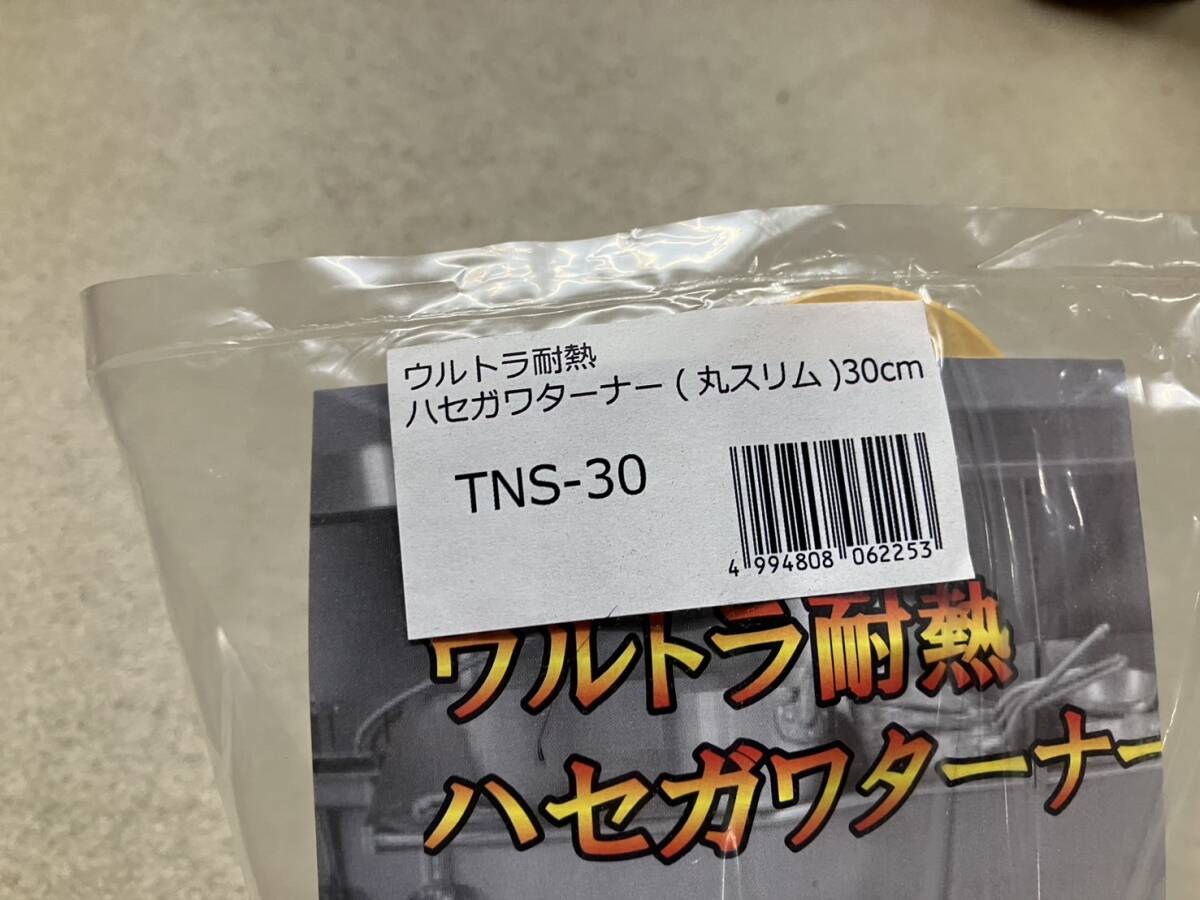 ウルトラ耐熱
ハセガワターナー ( 丸スリム )30cm
TNS-30
4 994808 062253
ウルトラ耐熱
ハセガワターナー